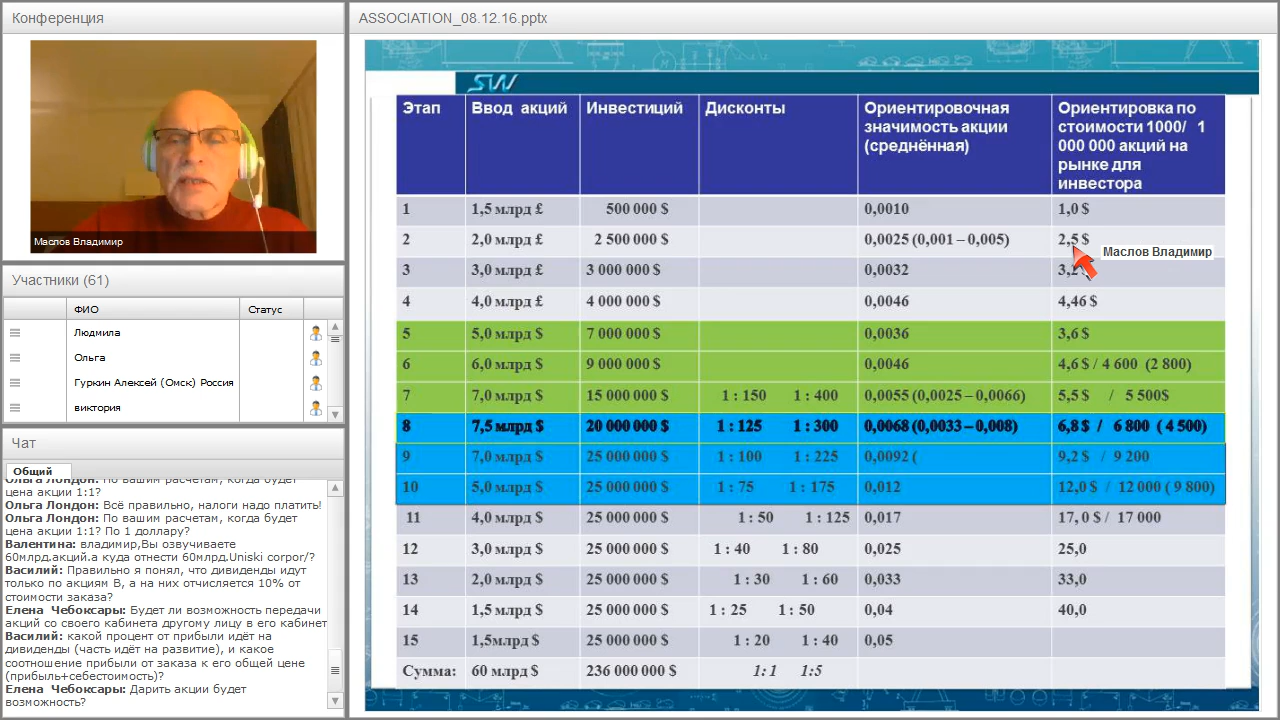 Конференция
Маслов Владимир
Участники (61)
ФИО Статус
Людмила
Ольга
Гуркин Алексей (Омск) Россия
виктория
Чат
Общий
Ольга Лондон: По вашим расчетам, когда будет
цена акции 1:1?
Ольга Лондон: Всё правильно, налоги надо платить!
Ольга Лондон: По вашим расчетам, когда будет
цена акции 1:1? По 1 доллару?
Валентина: владимир,Вы озвучиваете
60млрд.акций.а куда отнести 60млрд.Uniski corpor/?
Василий: Правильно я понял, что дивиденды идут
только по акциям В, а на них отчисляется 10% от
стоимости заказа?
Елена Чебоксары: Будет ли возможность передачи
акций со своего кабинета другому лицу в его кабинет
Василий: какой процент от прибыли идёт на
дивиденды (часть идёт на развитие), и какое
соотношение прибыли от заказа к его общей цене
(прибыль+себестоимость)?
Елена Чебоксары: Дарить акции будет
возможность?
ASSOCIATION_08.12.16.pptx
SW
Этап Ввод акций Инвестиций Дисконты Ориентировочная значимость акции (среднённая) Ориентировка по стоимости 1000/ 1 000 000 акций на рынке для инвестора
1 1,5 млрд £ 500 000 $ 0,0010 1,0 $
2 2,0 млрд £ 2 500 000 $ 0,0025 (0,001 – 0,005) 2,5 $
Маслов Владимир
3 3,0 млрд £ 3 000 000 $ 0,0032 3,2 $
4 4,0 млрд £ 4 000 000 $ 0,0046 4,46 $
5 5,0 млрд $ 7 000 000 $ 0,0036 3,6 $
6 6,0 млрд $ 9 000 000 $ 0,0046 4,6 $ / 4 600 (2 800)
7 7,0 млрд $ 15 000 000 $ 1 : 150 1 : 400 0,0055 (0,0025 – 0,0066) 5,5 $ / 5 500$
8 7,5 млрд $ 20 000 000 $ 1 : 125 1 : 300 0,0068 (0,0033 – 0,008) 6,8 $ / 6 800 ( 4 500)
9 7,0 млрд $ 25 000 000 $ 1 : 100 1 : 225 0,0092 ( 9,2 $ / 9 200
10 5,0 млрд $ 25 000 000 $ 1 : 75 1 : 175 0,012 12,0 $ / 12 000 ( 9 800)
11 4,0 млрд $ 25 000 000 $ 1 : 50 1 : 125 0,017 17, 0 $ / 17 000
12 3,0 млрд $ 25 000 000 $ 1 : 40 1 : 80 0,025 25,0
13 2,0 млрд $ 25 000 000 $ 1 : 30 1 : 60 0,033 33,0
14 1,5 млрд $ 25 000 000 $ 1 : 25 1 : 50 0,04 40,0
15 1,5млрд $ 25 000 000 $ 1 : 20 1 : 40 0,05
Сумма: 60 млрд $ 236 000 000 $ 1:1 1:5